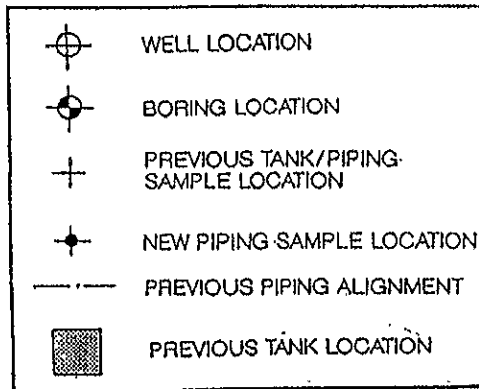 WELL LOCATION
BORING LOCATION
PREVIOUS TANK/PIPING
SAMPLE LOCATION
NEW PIPING SAMPLE LOCATION
PREVIOUS PIPING ALIGNMENT
PREVIOUS TANK LOCATION